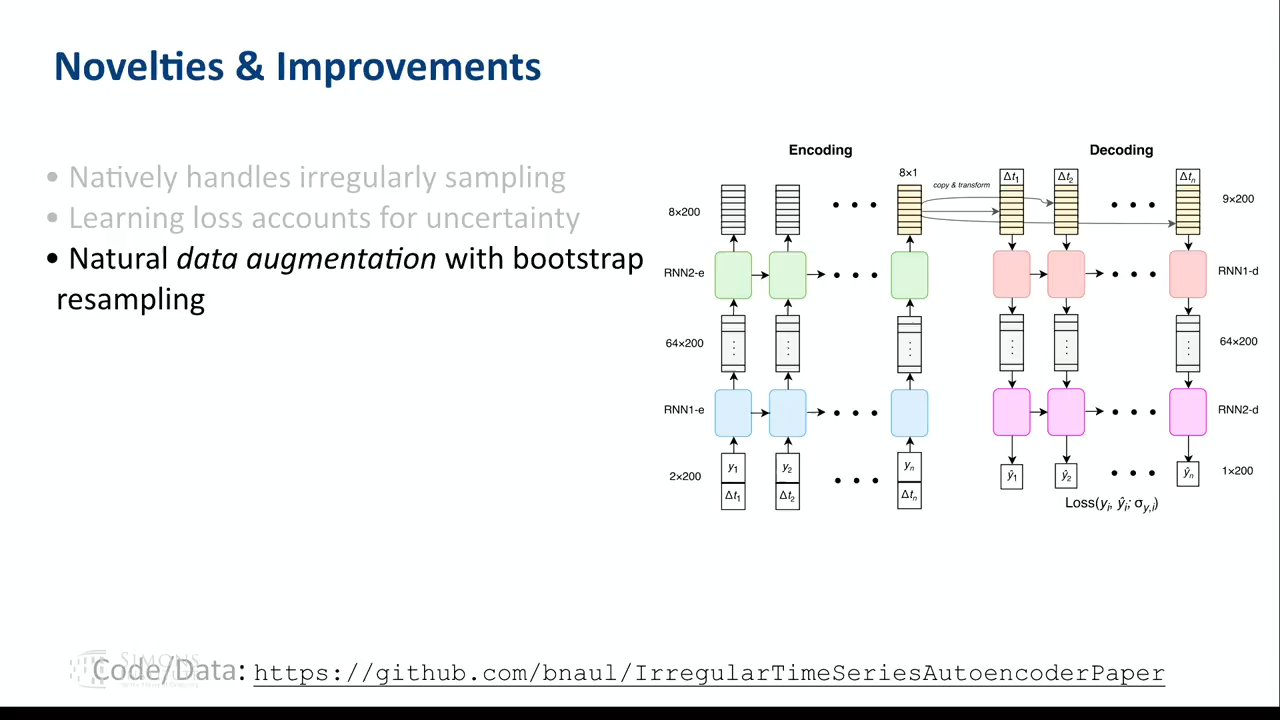 Novelties & Improvements
• Natively handles irregularly sampling
• Learning loss accounts for uncertainty
• Natural data augmentation with bootstrap
resampling
Encoding
Decoding
8×1
copy & transform
Δt1
Δt2
Δtn
8×200
• • •
• • •
9×200
RNN2-e
• • •
• • •
RNN1-d
64×200
⋮
⋮
⋮
⋮
⋮
⋮
64×200
RNN1-e
• • •
• • •
RNN2-d
2×200
y1
y2
• • •
yn
ŷ1
ŷ2
• • •
ŷn
1×200
Δt1
Δt2
Δtn
Loss(yi, ŷi; σy,i)
SIMONS
Code/Data: https://github.com/bnaul/IrregularTimeSeriesAutoencoderPaper